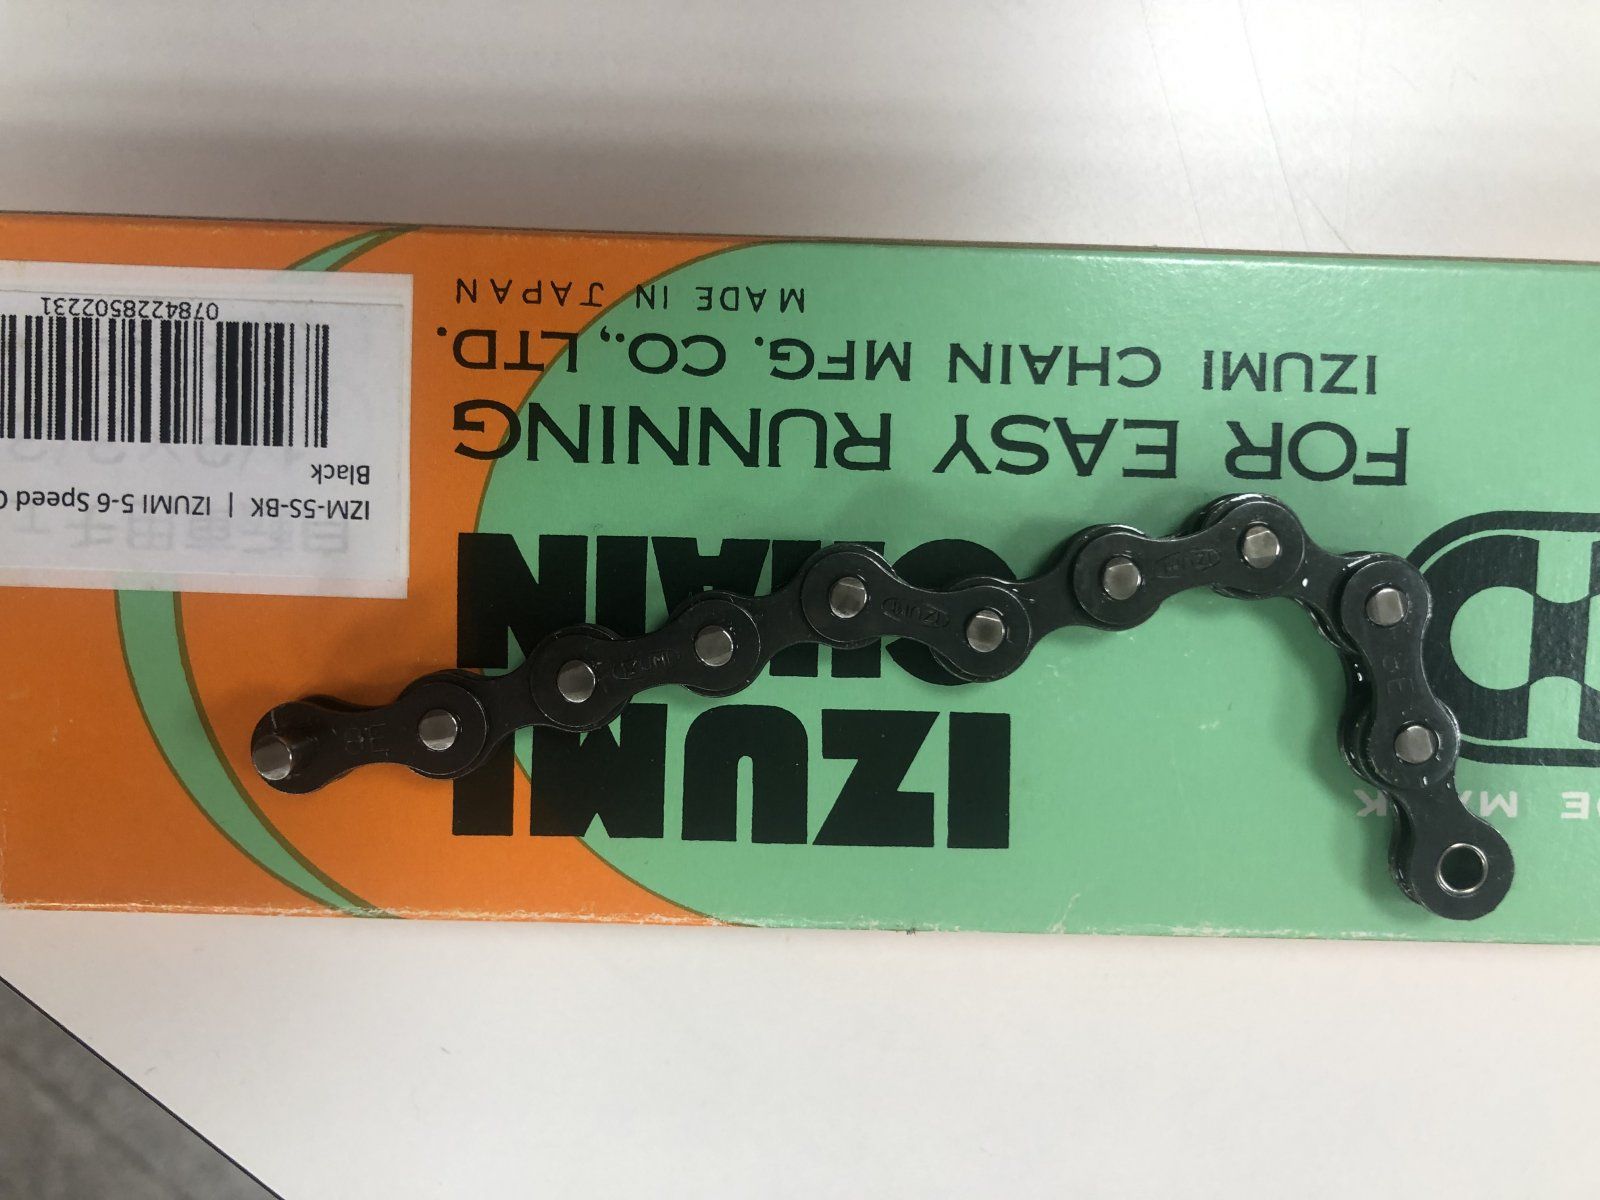 IZUMI
CHAIN
FOR EASY RUNNING
IZUMI CHAIN MFG. CO., LTD.
MADE IN JAPAN
IZM-5S-BK | IZUMI 5-6 Speed
Black
0784228502231
IZUMI
IZUMI
IZUMI